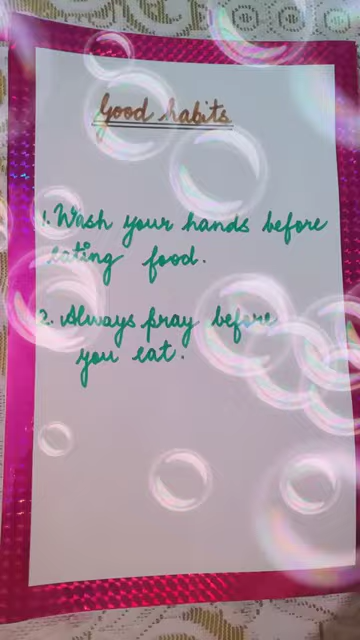 Good habits
1. Wash your hands before
eating food.
2. Always pray before
you eat.